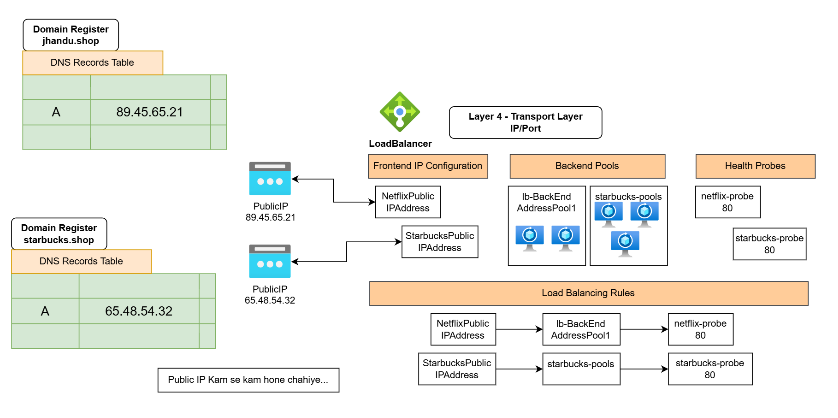 Domain Register
jhandu.shop
DNS Records Table
A
89.45.65.21
LoadBalancer
Layer 4 - Transport Layer
IP/Port
Frontend IP Configuration
Backend Pools
Health Probes
PublicIP
89.45.65.21
NetflixPublic
IPAddress
lb-BackEnd
AddressPool1
starbucks-pools
netflix-probe
80
Domain Register
starbucks.shop
DNS Records Table
A
65.48.54.32
PublicIP
65.48.54.32
StarbucksPublic
IPAddress
starbucks-probe
80
Load Balancing Rules
NetflixPublic
IPAddress
lb-BackEnd
AddressPool1
netflix-probe
80
StarbucksPublic
IPAddress
starbucks-pools
starbucks-probe
80
Public IP Kam se kam hone chahiye...